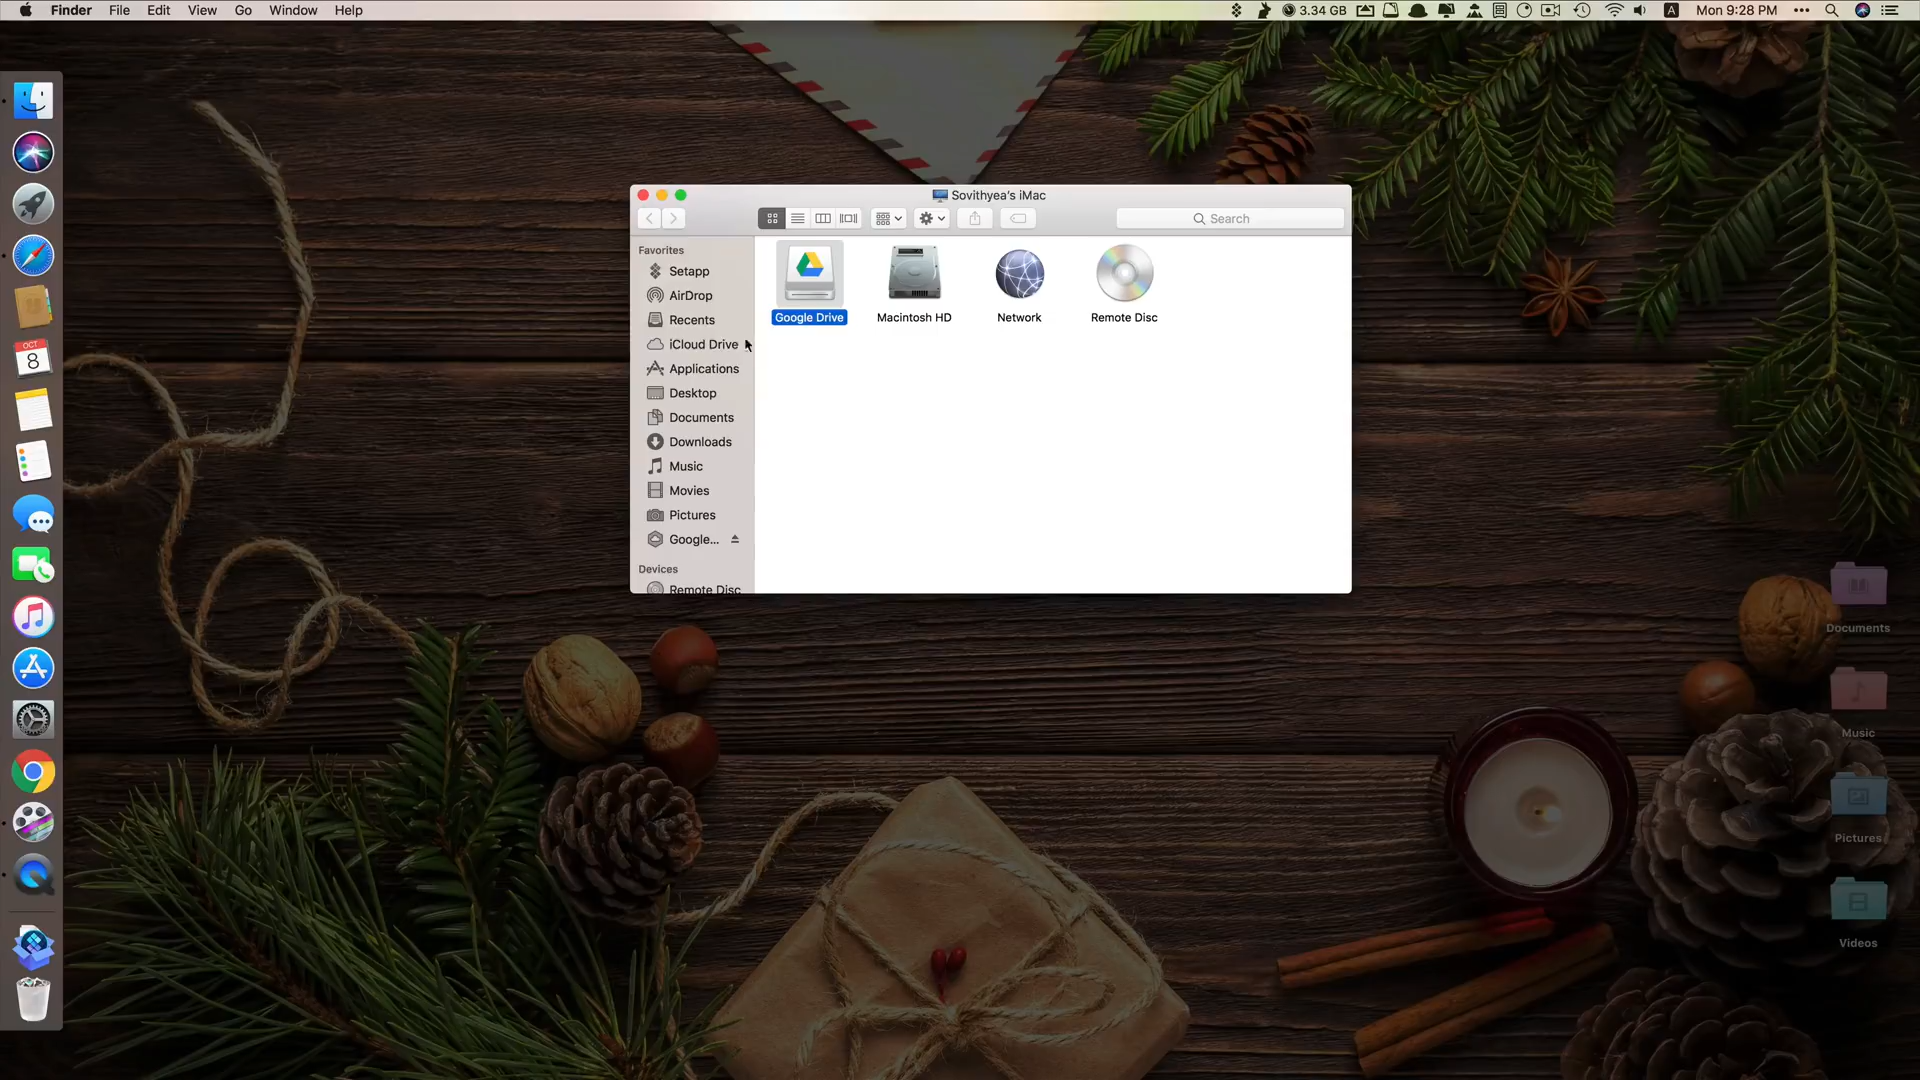 Finder File Edit View Go Window Help
3.34 GB
A
Mon 9:28 PM
Sovithyea's iMac
Search
Favorites
Setapp
AirDrop
Recents
iCloud Drive
Applications
Desktop
Documents
Downloads
Music
Movies
Pictures
Google...
Devices
Remote Disc
Google Drive
Macintosh HD
Network
Remote Disc
OCT
8
Documents
Music
Pictures
Videos